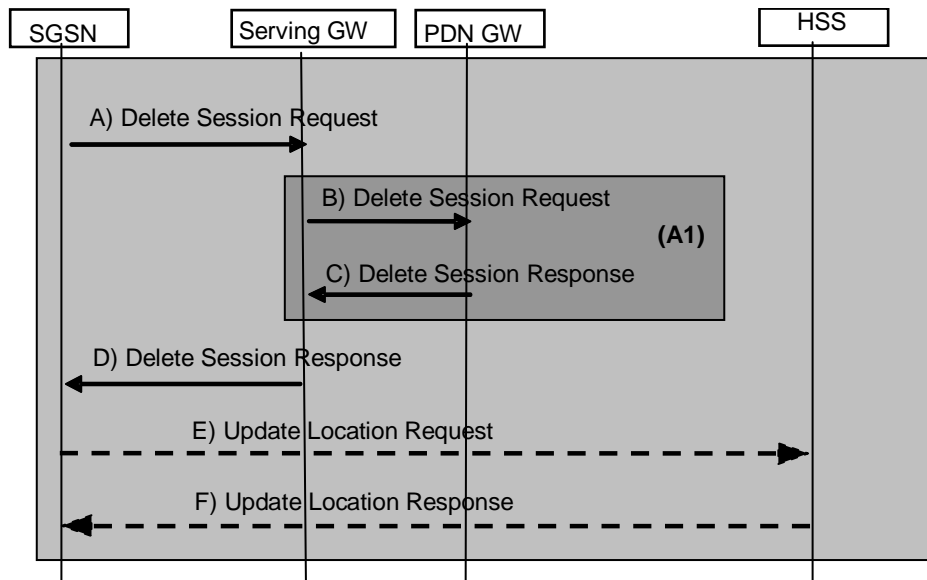 SGSN
Serving GW
PDN GW
HSS
A) Delete Session Request
B) Delete Session Request
(A1)
C) Delete Session Response
D) Delete Session Response
E) Update Location Request
F) Update Location Response